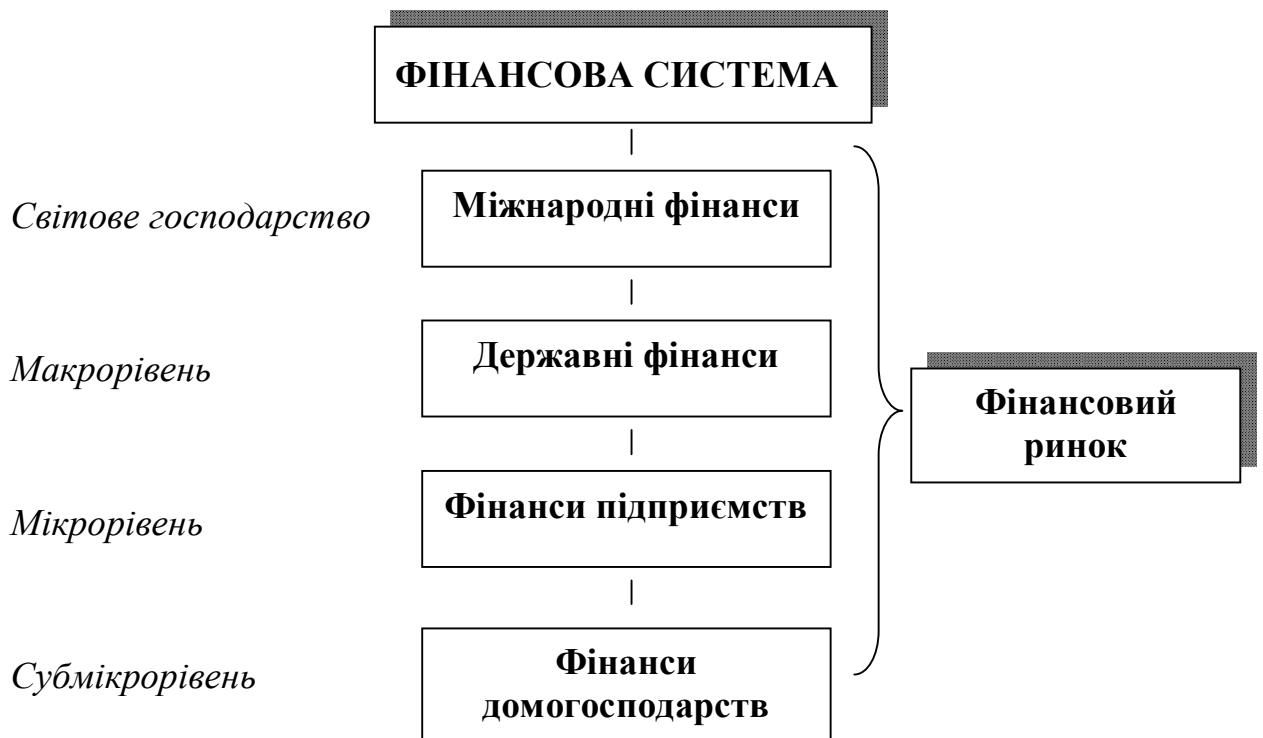 ФІНАНСОВА СИСТЕМА
Світове господарство
Міжнародні фінанси
Макрорівень
Державні фінанси
Фінансовий
ринок
Мікрорівень
Фінанси підприємств
Субмікрорівень
Фінанси
домогосподарств